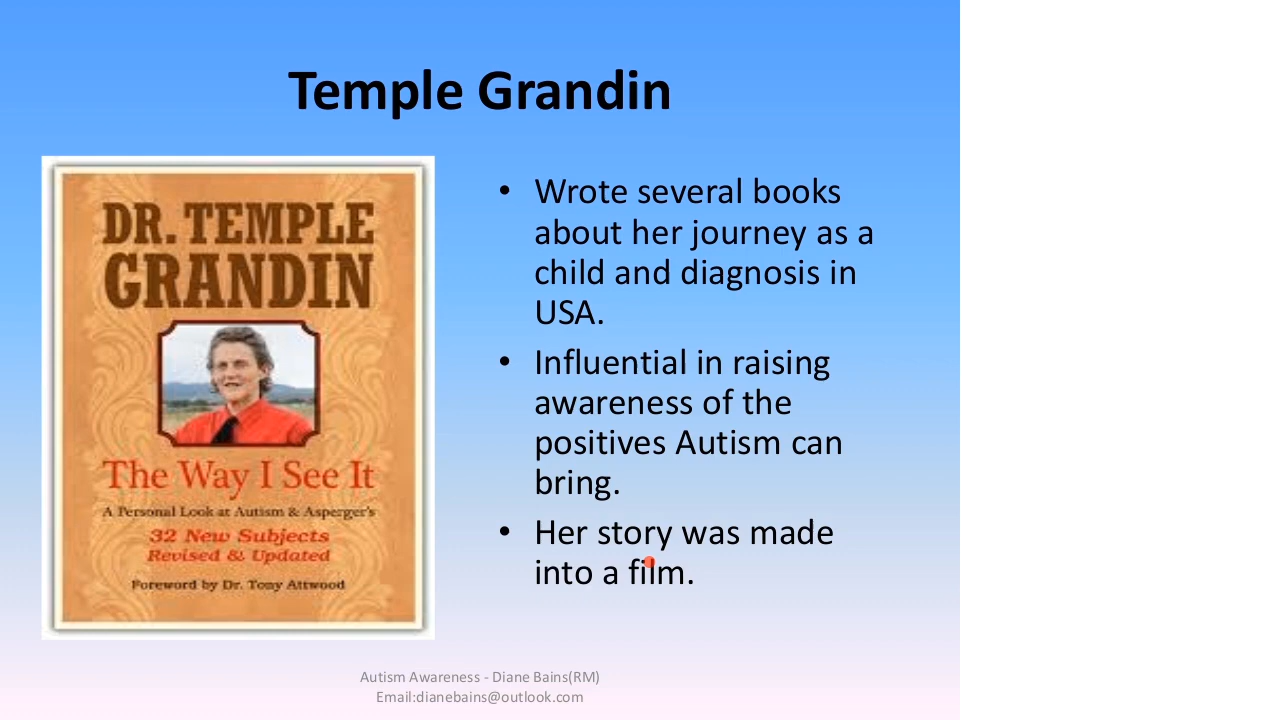 Temple Grandin
DR. TEMPLE
GRANDIN
The Way I See It
A Personal Look at Autism & Asperger's
32 New Subjects
Revised & Updated
Foreword by Dr. Tony Attwood
• Wrote several books
about her journey as a
child and diagnosis in
USA.
• Influential in raising
awareness of the
positives Autism can
bring.
• Her story was made
into a film.
Autism Awareness - Diane Bains(RM)
Email:dianebains@outlook.com